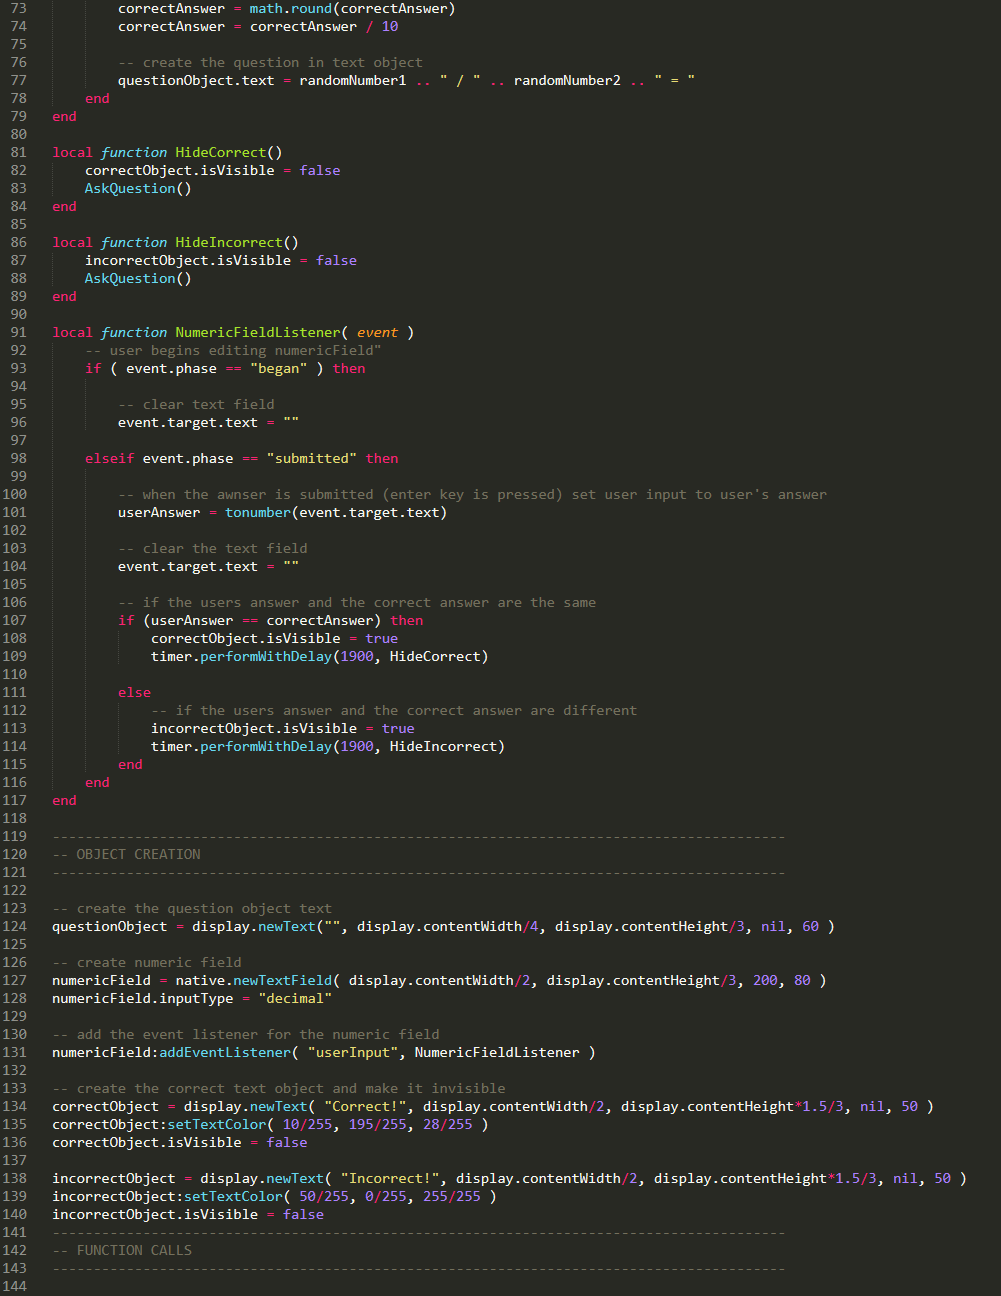 73 correctAnswer = math.round(correctAnswer)
74 correctAnswer = correctAnswer / 10
75
76 -- create the question in text object
77 questionObject.text = randomNumber1 .. " / " .. randomNumber2 .. " = "
78 end
79 end
80
81 local function HideCorrect()
82 correctObject.isVisible = false
83 AskQuestion()
84 end
85
86 local function HideIncorrect()
87 incorrectObject.isVisible = false
88 AskQuestion()
89 end
90
91 local function NumericFieldListener( event )
92 -- user begins editing numericField"
93 if ( event.phase == "began" ) then
94
95 -- clear text field
96 event.target.text = ""
97
98 elseif event.phase == "submitted" then
99
100 -- when the awnser is submitted (enter key is pressed) set user input to user's answer
101 userAnswer = tonumber(event.target.text)
102
103 -- clear the text field
104 event.target.text = ""
105
106 -- if the users answer and the correct answer are the same
107 if (userAnswer == correctAnswer) then
108 correctObject.isVisible = true
109 timer.performWithDelay(1900, HideCorrect)
110
111 else
112 -- if the users answer and the correct answer are different
113 incorrectObject.isVisible = true
114 timer.performWithDelay(1900, HideIncorrect)
115 end
116 end
117 end
118
119 -----------------------------------------------------------------------------------------
120 -- OBJECT CREATION
121 -----------------------------------------------------------------------------------------
122
123 -- create the question object text
124 questionObject = display.newText("", display.contentWidth/4, display.contentHeight/3, nil, 60 )
125
126 -- create numeric field
127 numericField = native.newTextField( display.contentWidth/2, display.contentHeight/3, 200, 80 )
128 numericField.inputType = "decimal"
129
130 -- add the event listener for the numeric field
131 numericField:addEventListener( "userInput", NumericFieldListener )
132
133 -- create the correct text object and make it invisible
134 correctObject = display.newText( "Correct!", display.contentWidth/2, display.contentHeight*1.5/3, nil, 50 )
135 correctObject:setTextColor( 10/255, 195/255, 28/255 )
136 correctObject.isVisible = false
137
138 incorrectObject = display.newText( "Incorrect!", display.contentWidth/2, display.contentHeight*1.5/3, nil, 50 )
139 incorrectObject:setTextColor( 50/255, 0/255, 255/255 )
140 incorrectObject.isVisible = false
141 -----------------------------------------------------------------------------------------
142 -- FUNCTION CALLS
143 -----------------------------------------------------------------------------------------
144